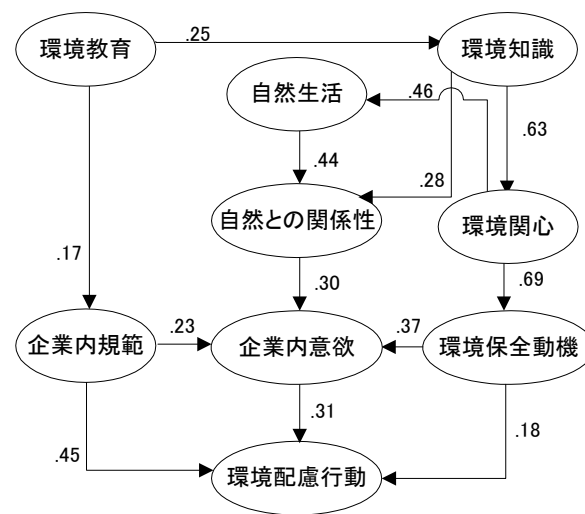 環境教育
.25
環境知識
自然生活
.46
.63
.44
.28
自然との関係性
環境関心
.17
.30
.69
企業内規範
.23
企業内意欲
.37
環境保全動機
.31
.18
.45
環境配慮行動